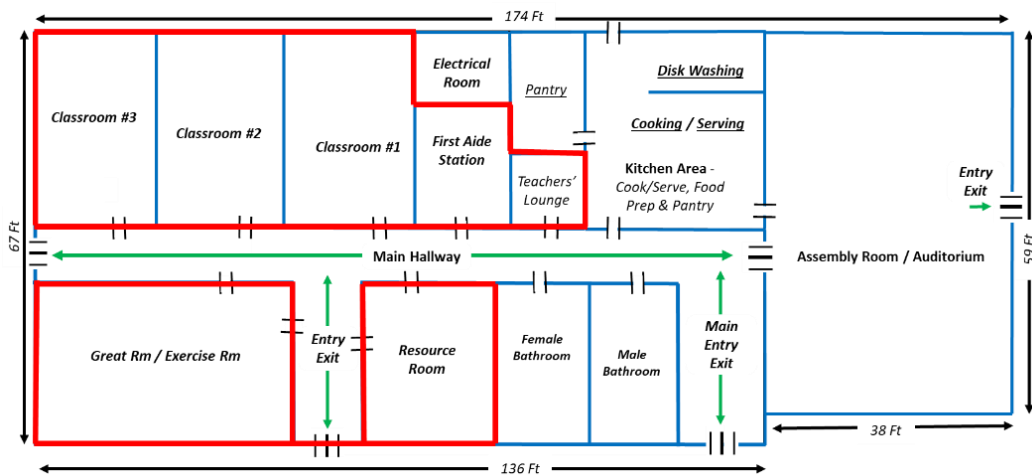 174 Ft
Electrical
Room
Pantry
Disk Washing
Classroom #3
Classroom #2
Classroom #1
First Aide
Station
Cooking / Serving
Teachers'
Lounge
Kitchen Area -
Cook/Serve, Food
Prep & Pantry
Entry
Exit
67 Ft
Main Hallway
Assembly Room / Auditorium
59 Ft
Great Rm / Exercise Rm
Entry
Exit
Resource
Room
Female
Bathroom
Male
Bathroom
Main
Entry
Exit
38 Ft
136 Ft